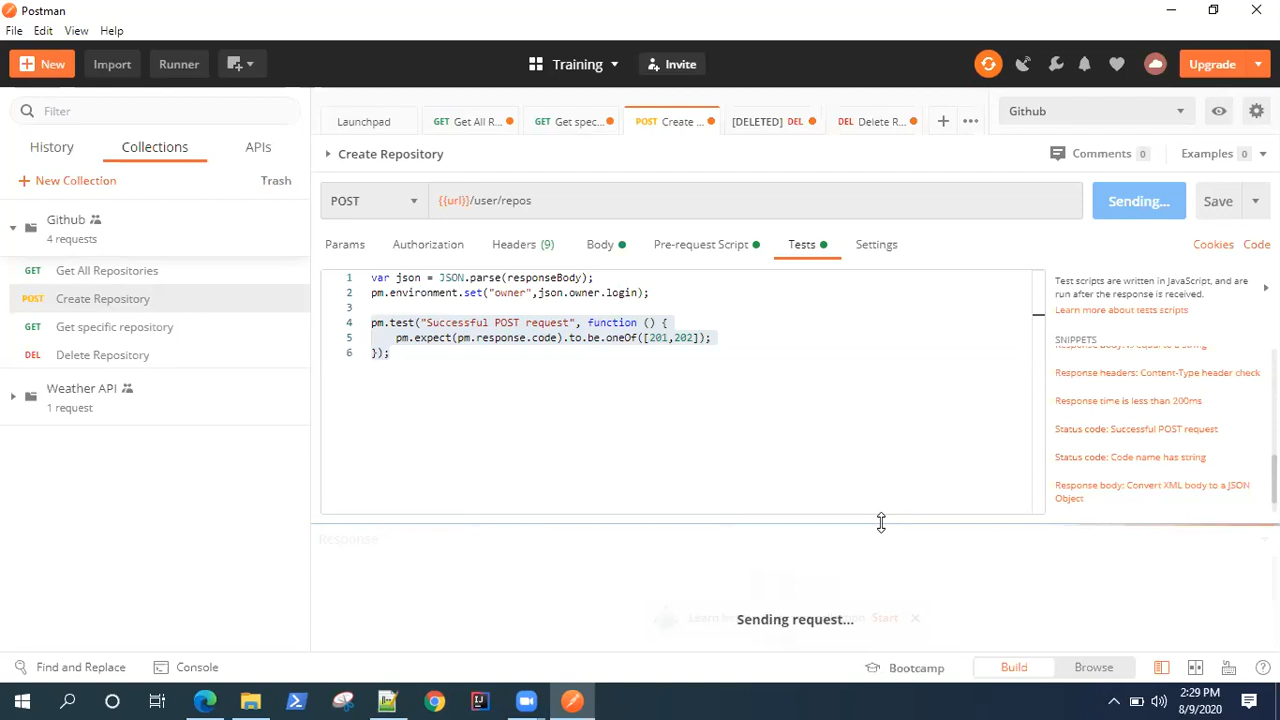 Postman
File Edit View Help
New Import Runner Training Invite Upgrade
Filter
History Collections APIs
New Collection Trash
Github
4 requests
GET Get All Repositories
POST Create Repository
GET Get specific repository
DEL Delete Repository
Weather API
1 request
Launchpad GET Get All R... GET Get spec... POST Create ... [DELETED] DEL DEL Delete R... Github
Create Repository Comments 0 Examples 0
POST {{url}}/user/repos Sending... Save
Params Authorization Headers (9) Body Pre-request Script Tests Settings Cookies Code
1 var json = JSON.parse(responseBody);
2 pm.environment.set("owner",json.owner.login);
3
4 pm.test("Successful POST request", function () {
5 pm.expect(pm.response.code).to.be.oneOf([201,202]);
6 });
Test scripts are written in JavaScript, and are
run after the response is received.
Learn more about tests scripts
SNIPPETS
Response body: Is equal to a string
Response headers: Content-Type header check
Response time is less than 200ms
Status code: Successful POST request
Status code: Code name has string
Response body: Convert XML body to a JSON
Object
Response
Sending request...
Start
Find and Replace Console Bootcamp Build Browse
2:29 PM
8/9/2020